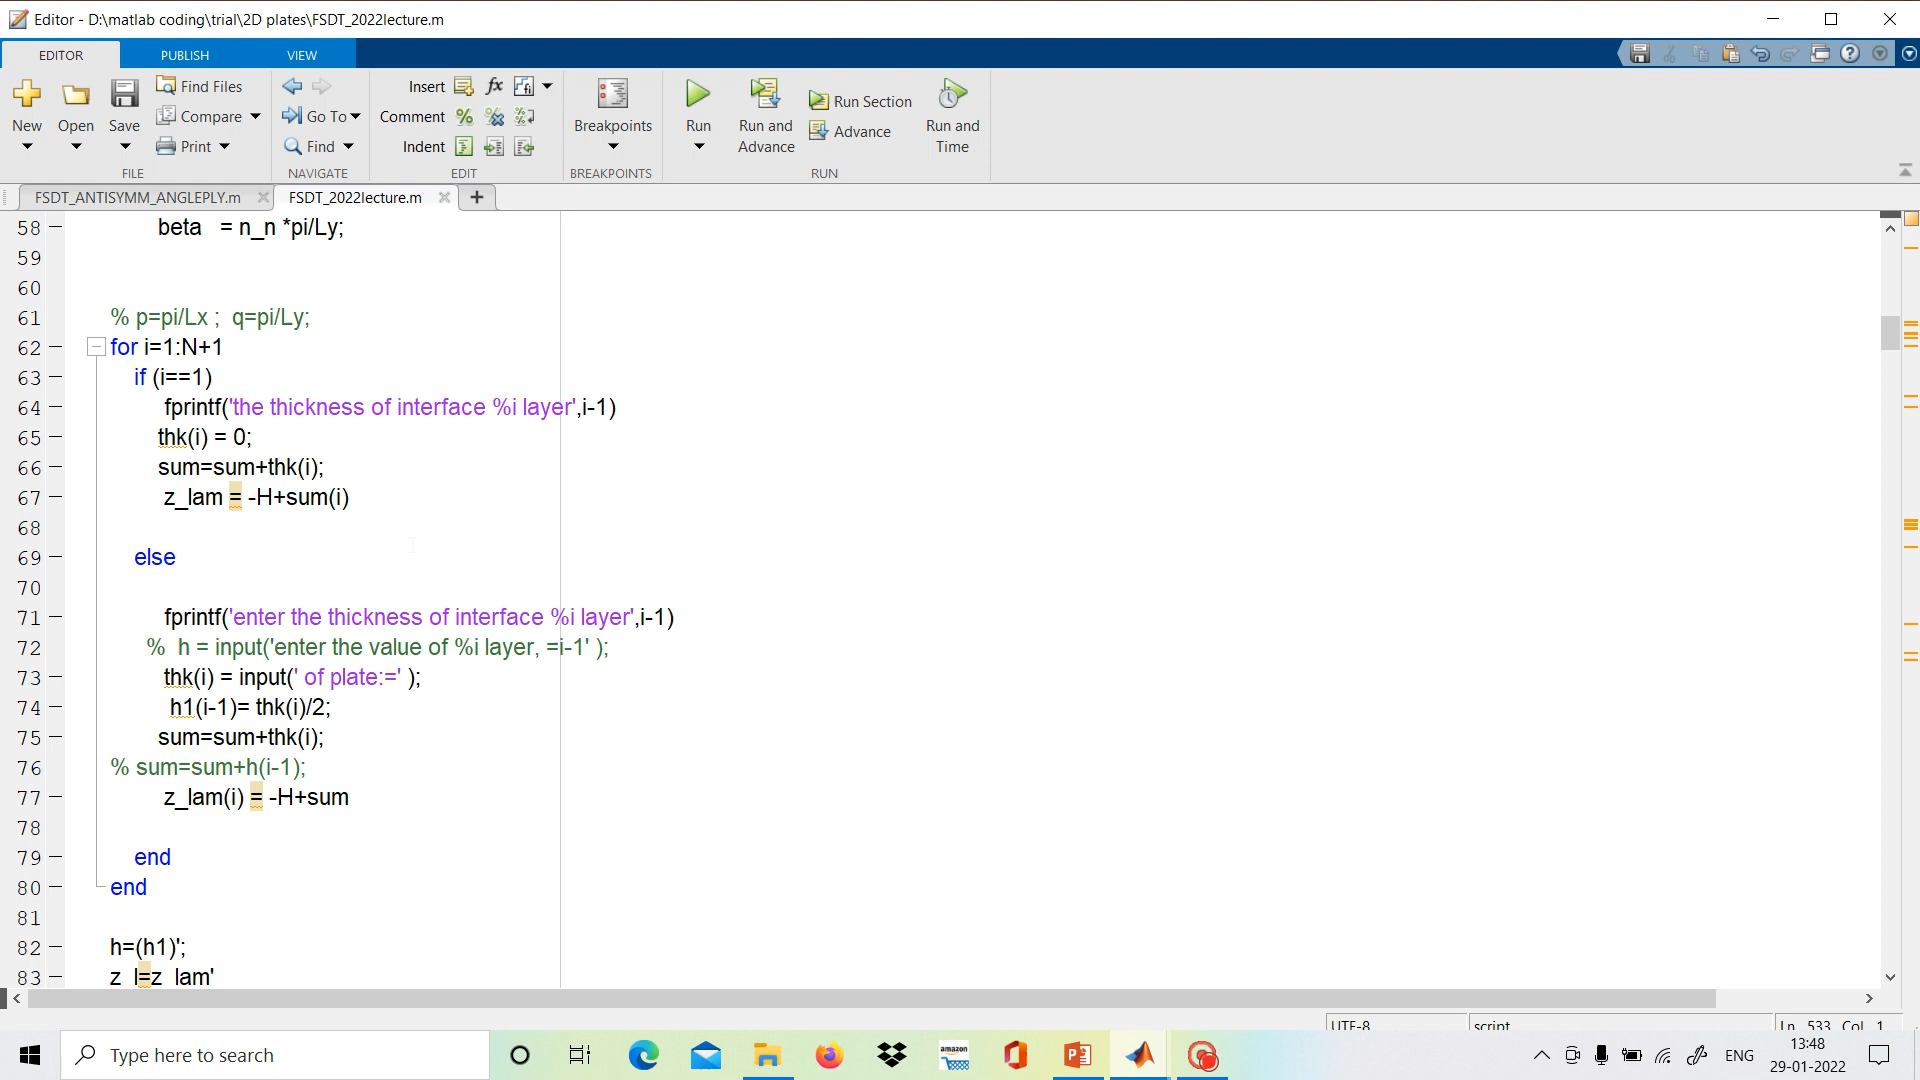 Editor - D:\matlab coding\trial\2D plates\FSDT_2022lecture.m
EDITOR PUBLISH VIEW
New Open Save Find Files Compare Print
FILE
Go To Find
NAVIGATE
Insert fx
Comment
Indent
EDIT
Breakpoints
BREAKPOINTS
Run Run and Advance Run Section Advance Run and Time
RUN
FSDT_ANTISYMM_ANGLEPLY.m FSDT_2022lecture.m
58 beta = n_n *pi/Ly;
59
60
61 % p=pi/Lx ; q=pi/Ly;
62 for i=1:N+1
63 if (i==1)
64 fprintf('the thickness of interface %i layer',i-1)
65 thk(i) = 0;
66 sum=sum+thk(i);
67 z_lam = -H+sum(i)
68
69 else
70
71 fprintf('enter the thickness of interface %i layer',i-1)
72 % h = input('enter the value of %i layer, =i-1' );
73 thk(i) = input(' of plate:=' );
74 h1(i-1)= thk(i)/2;
75 sum=sum+thk(i);
76 % sum=sum+h(i-1);
77 z_lam(i) = -H+sum
78
79 end
80 end
81
82 h=(h1)';
83 z_l=z_lam'
UTF-8 script Ln 533 Col 1
Type here to search
amazon
ENG
13:48
29-01-2022